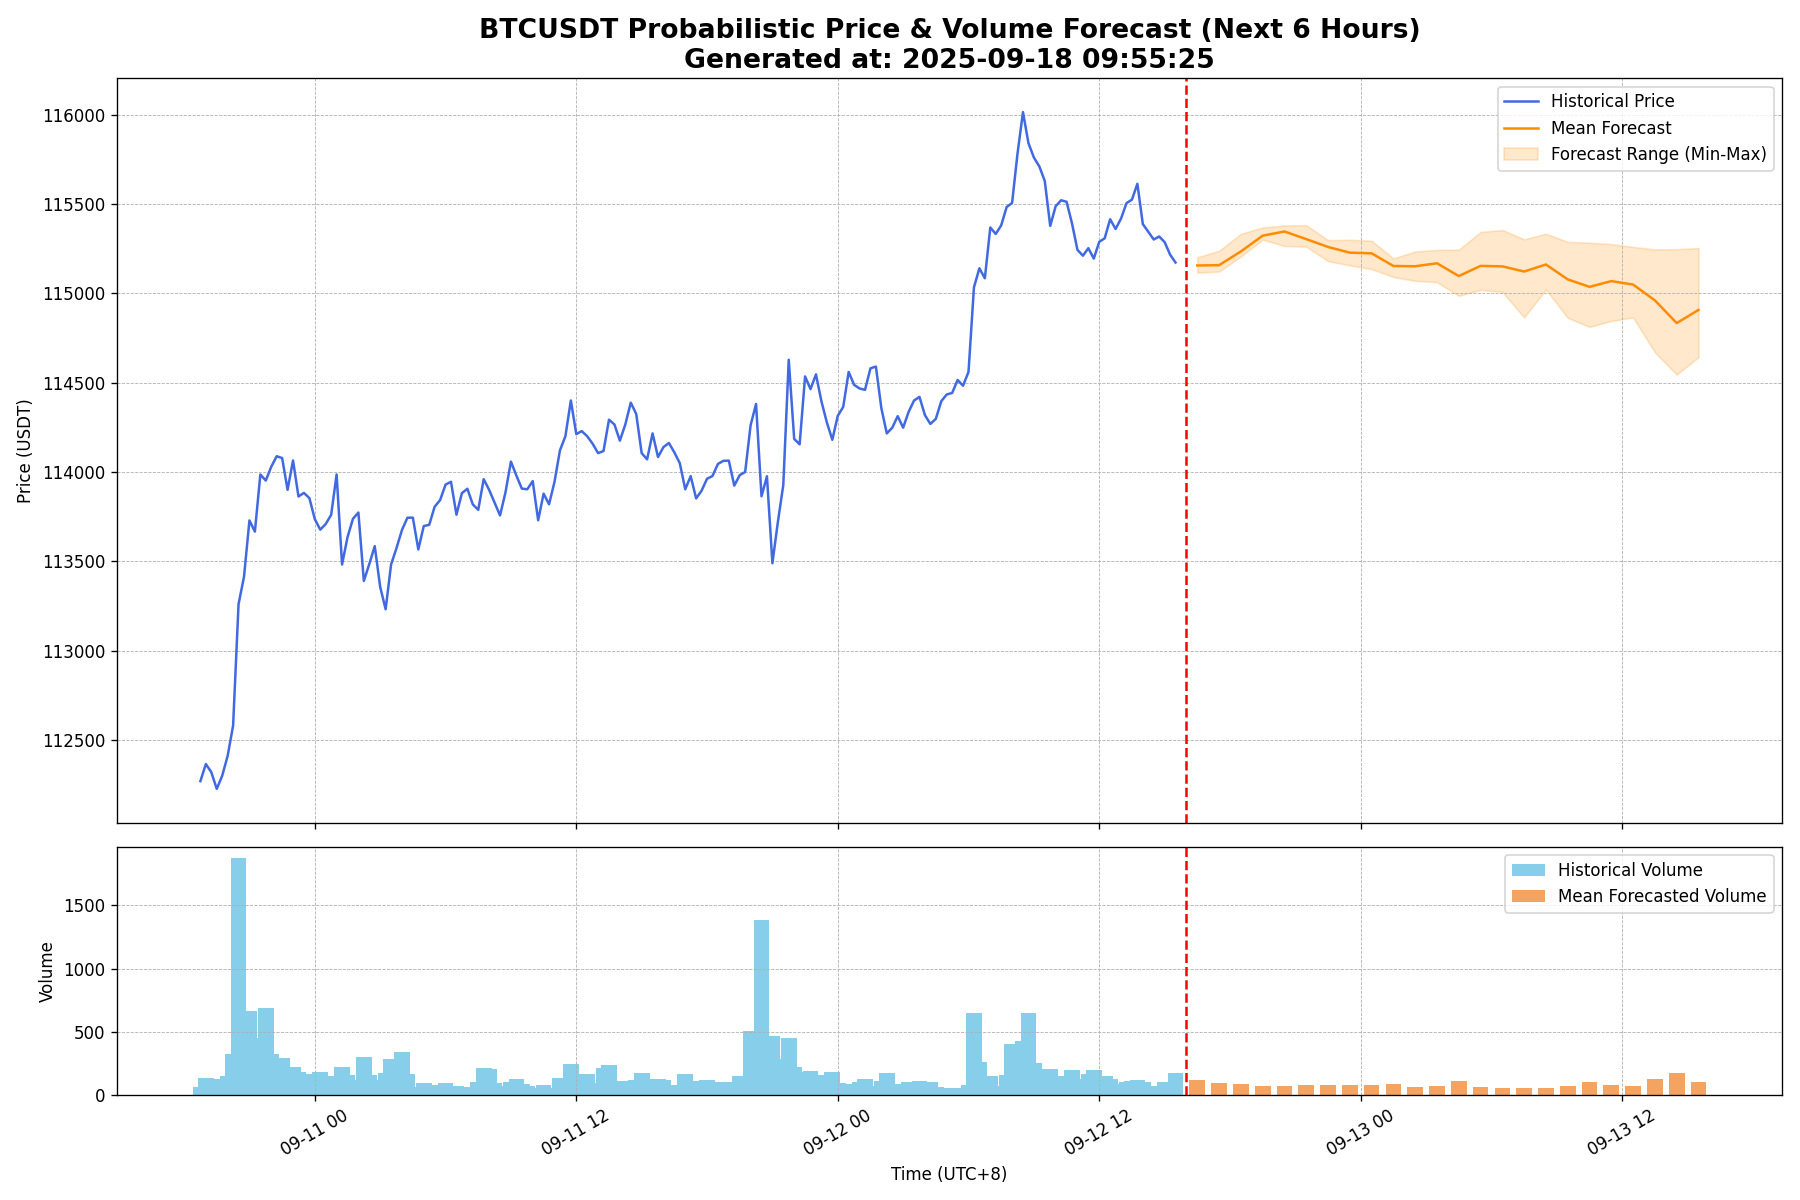 BTCUSDT Probabilistic Price & Volume Forecast (Next 6 Hours)
Generated at: 2025-09-18 09:55:25
Price (USDT)
116000
115500
115000
114500
114000
113500
113000
112500
Historical Price
Mean Forecast
Forecast Range (Min-Max)
Volume
1500
1000
500
0
Historical Volume
Mean Forecasted Volume
09-11 00
09-11 12
09-12 00
09-12 12
09-13 00
09-13 12
Time (UTC+8)